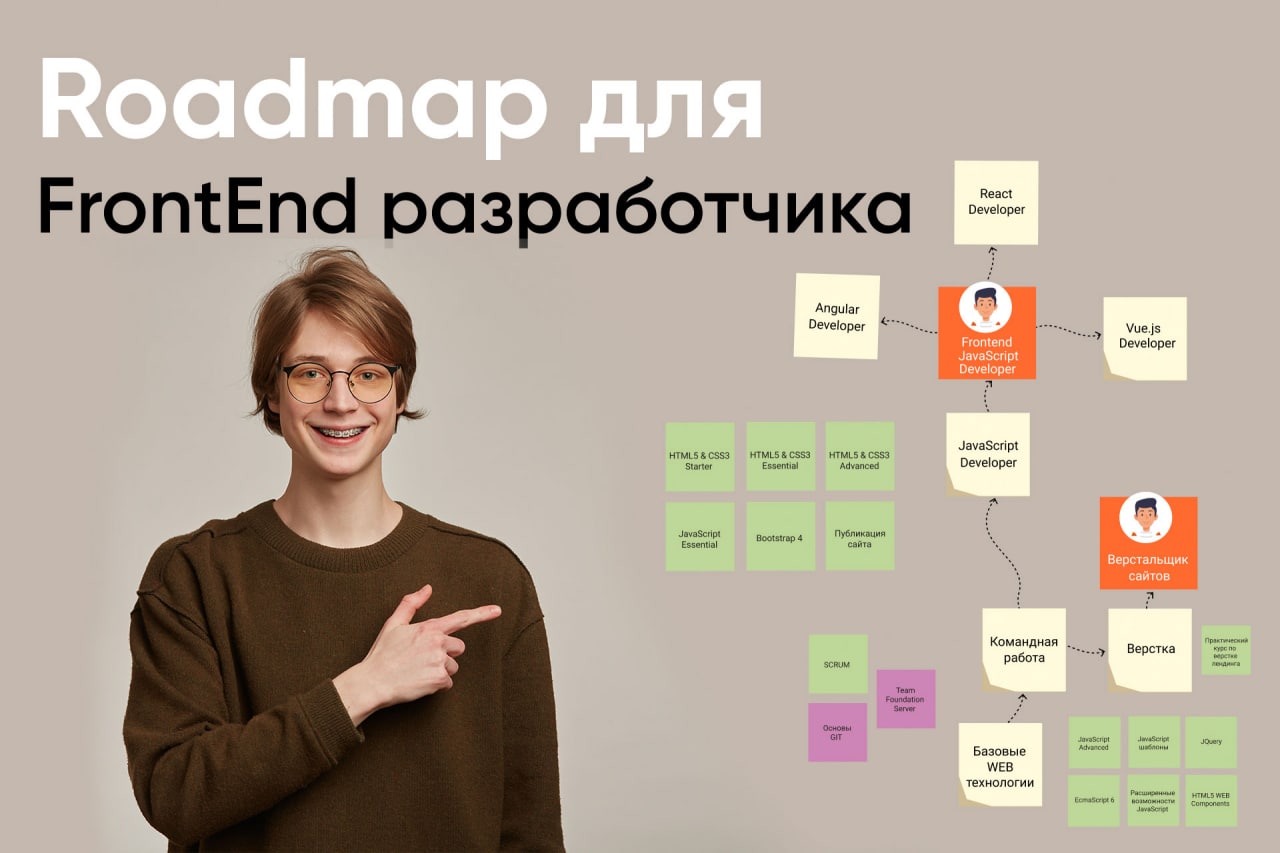 Roadmap для
FrontEnd разработчика
React
Developer
Angular
Developer
Frontend
JavaScript
Developer
Vue.js
Developer
JavaScript
Developer
HTML5 & CSS3
Starter
HTML5 & CSS3
Essential
HTML5 & CSS3
Advanced
JavaScript
Essential
Bootstrap 4
Публикация
сайта
Верстальщик
сайтов
Командная
работа
Верстка
Практический
курс по
верстке
лендинга
SCRUM
Team
Foundation
Server
Основы
GIT
Базовые
WEB
технологии
JavaScript
Advanced
JavaScript
шаблоны
JQuery
EcmaScript 6
Расширенные
возможности
JavaScript
HTML5 WEB
Components